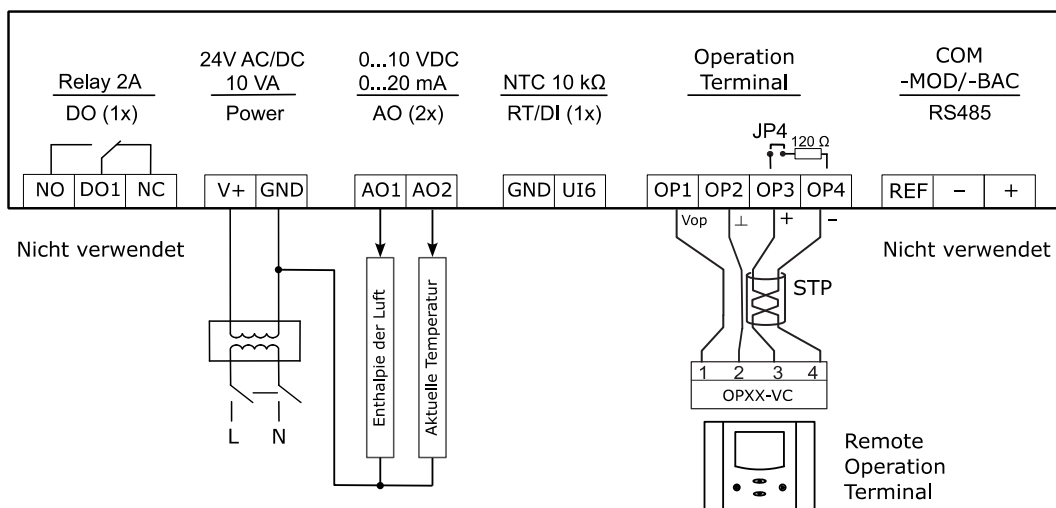 Relay 2A
DO (1x)
24V AC/DC
10 VA
Power
0...10 VDC
0...20 mA
AO (2x)
NTC 10 kΩ
RT/DI (1x)
Operation
Terminal
COM
-MOD/-BAC
RS485
JP4
120 Ω
NO DO1 NC
V+ GND
AO1 AO2
GND UI6
OP1 OP2 OP3 OP4
REF − +
Nicht verwendet
Vop ⊥ + −
Nicht verwendet
STP
Enthalpie der Luft
Aktuelle Temperatur
1 2 3 4
OPXX-VC
L N
Remote
Operation
Terminal